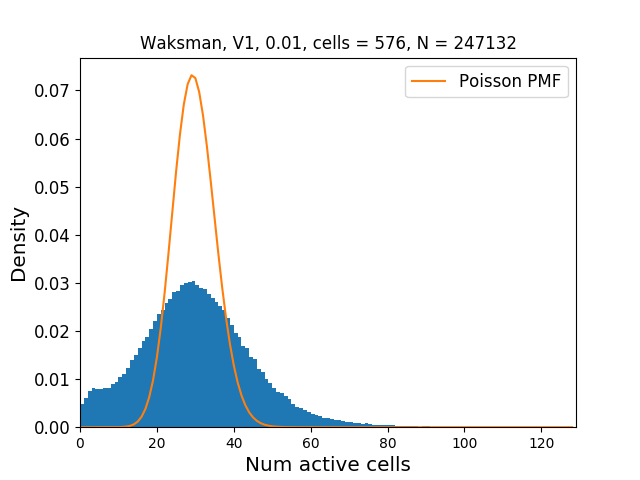 Waksman, V1, 0.01, cells = 576, N = 247132
Poisson PMF
0.07
0.06
0.05
0.04
0.03
0.02
0.01
0.00
Density
0 20 40 60 80 100 120
Num active cells